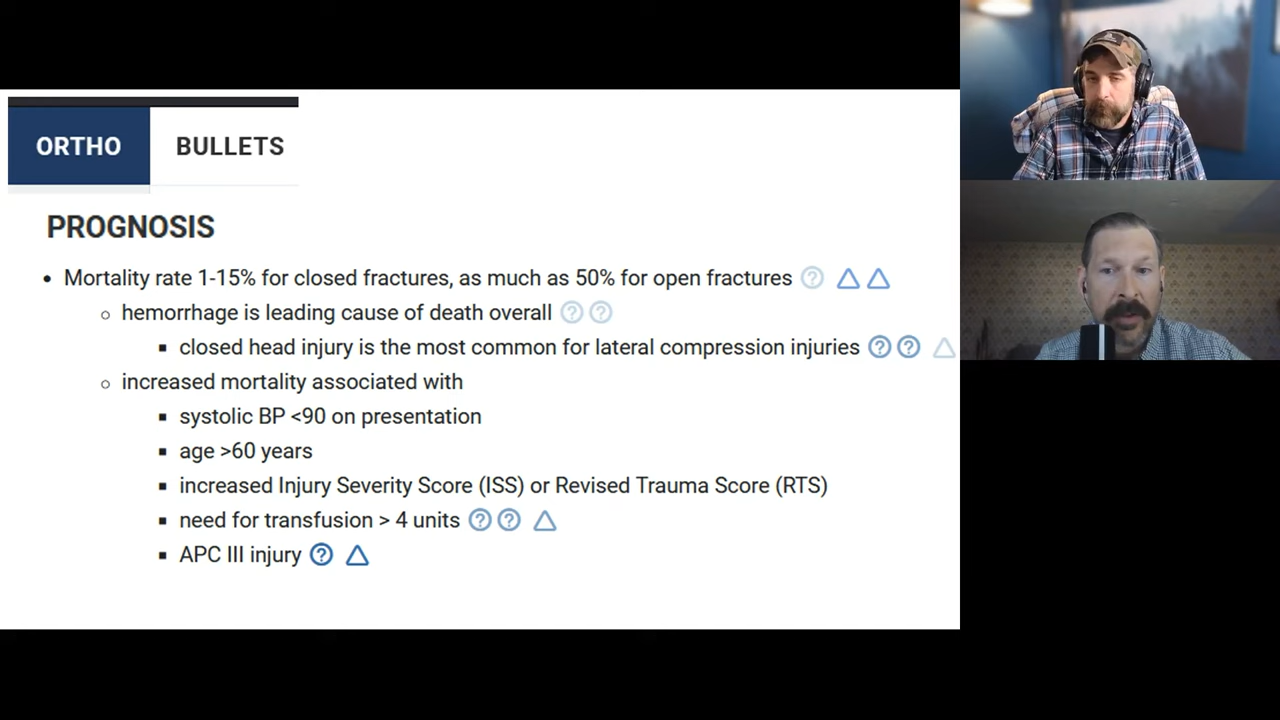 ORTHO BULLETS
PROGNOSIS
• Mortality rate 1-15% for closed fractures, as much as 50% for open fractures
○ hemorrhage is leading cause of death overall
▪ closed head injury is the most common for lateral compression injuries
○ increased mortality associated with
▪ systolic BP <90 on presentation
▪ age >60 years
▪ increased Injury Severity Score (ISS) or Revised Trauma Score (RTS)
▪ need for transfusion > 4 units
▪ APC III injury